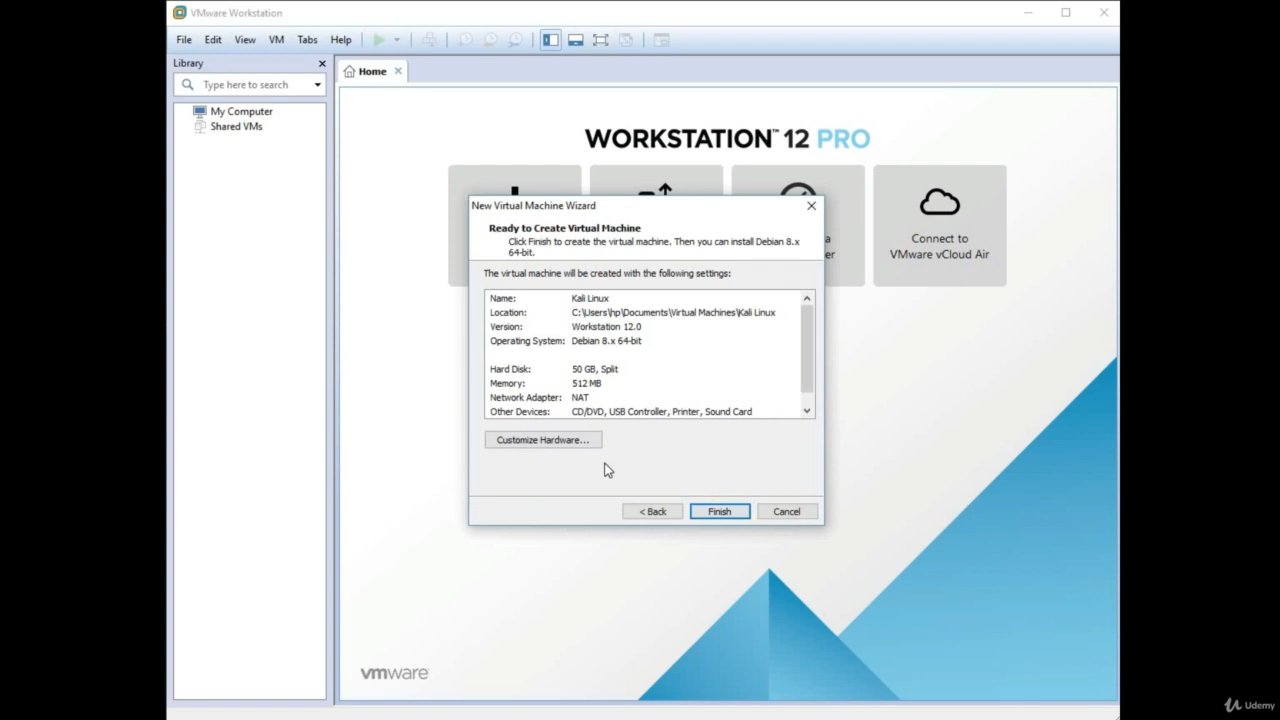 VMware Workstation
File Edit View VM Tabs Help
Library
Home
Type here to search
My Computer
Shared VMs
WORKSTATION™ 12 PRO
a
er
Connect to
VMware vCloud Air
New Virtual Machine Wizard
Ready to Create Virtual Machine
Click Finish to create the virtual machine. Then you can install Debian 8.x
64-bit.
The virtual machine will be created with the following settings:
Name: Kali Linux
Location: C:\Users\hp\Documents\Virtual Machines\Kali Linux
Version: Workstation 12.0
Operating System: Debian 8.x 64-bit
Hard Disk: 50 GB, Split
Memory: 512 MB
Network Adapter: NAT
Other Devices: CD/DVD, USB Controller, Printer, Sound Card
Customize Hardware...
< Back Finish Cancel
vmware
Udemy